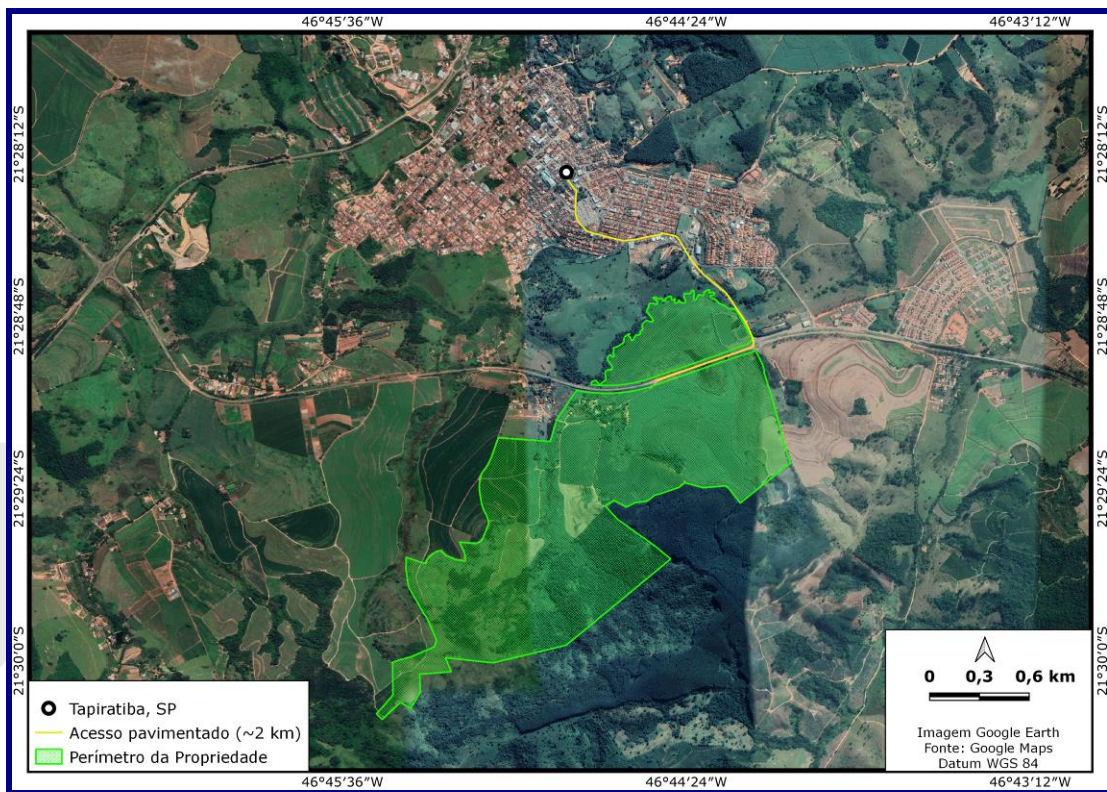 46°45'36"W 46°44'24"W 46°43'12"W
21°28'12"S
21°28'12"S
21°28'48"S
21°28'48"S
21°29'24"S
21°29'24"S
21°30'0"S
21°30'0"S
Tapiratiba, SP
Acesso pavimentado (~2 km)
Perímetro da Propriedade
0 0,3 0,6 km
Imagem Google Earth
Fonte: Google Maps
Datum WGS 84
46°45'36"W 46°44'24"W 46°43'12"W